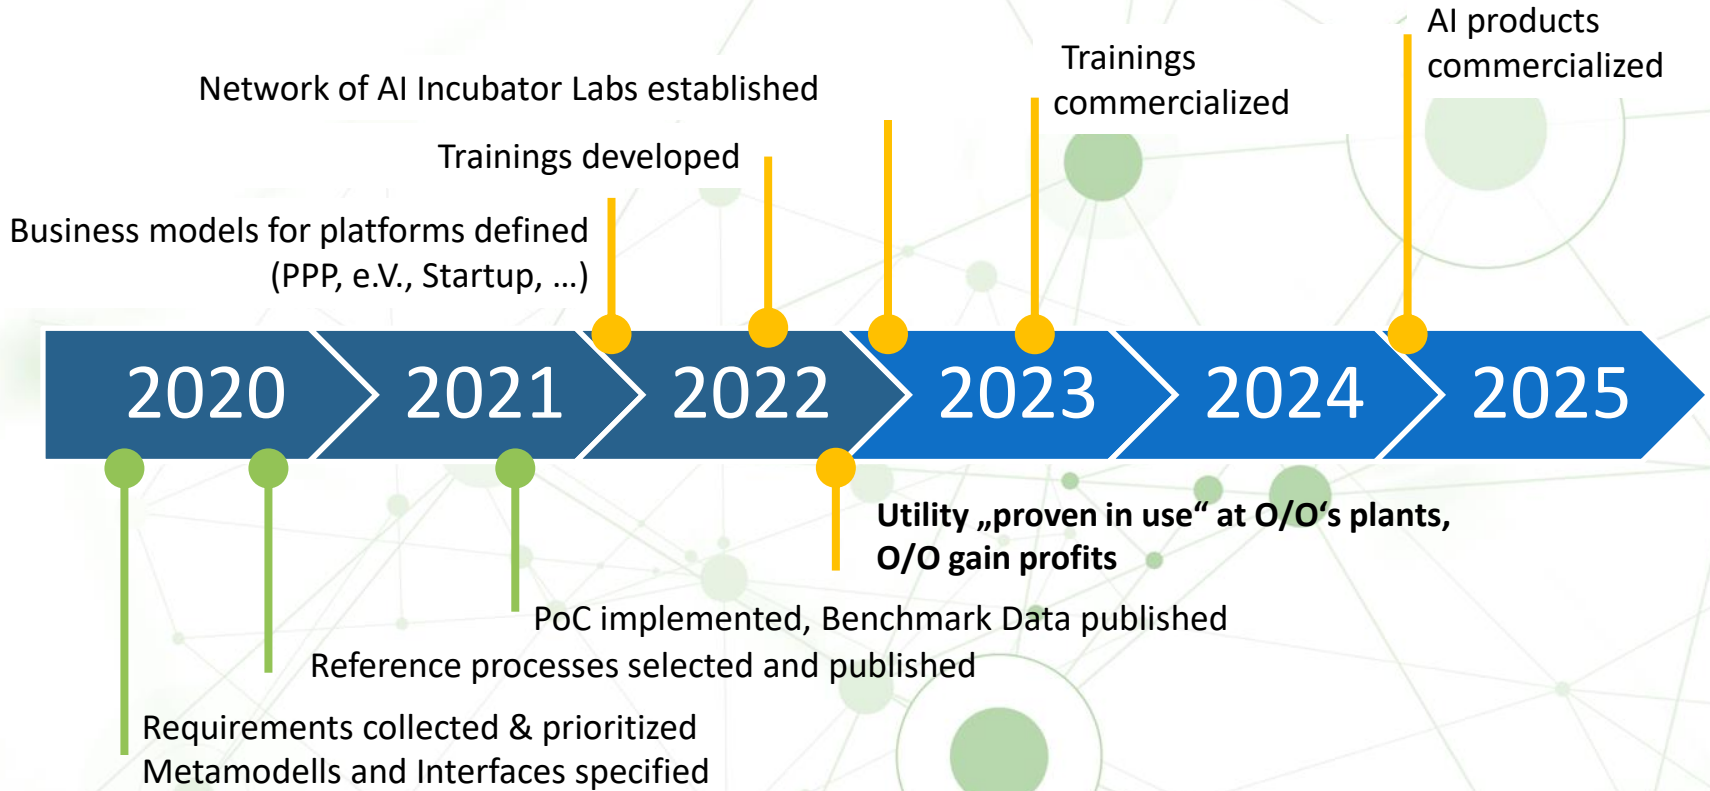 AI products
commercialized
Trainings
commercialized
Network of AI Incubator Labs established
Trainings developed
Business models for platforms defined
(PPP, e.V., Startup, ...)
2020
2021
2022
2023
2024
2025
Utility „proven in use“ at O/O‘s plants,
O/O gain profits
PoC implemented, Benchmark Data published
Reference processes selected and published
Requirements collected & prioritized
Metamodells and Interfaces specified